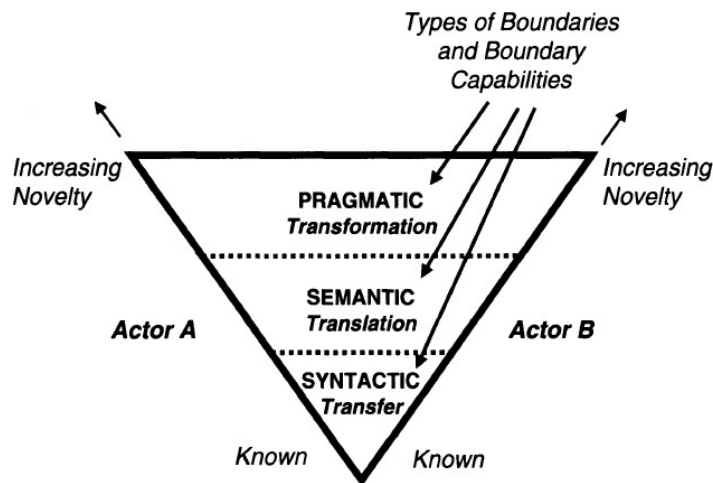 Types of Boundaries
and Boundary
Capabilities
Increasing
Novelty
Increasing
Novelty
PRAGMATIC
Transformation
SEMANTIC
Translation
Actor A
Actor B
SYNTACTIC
Transfer
Known
Known